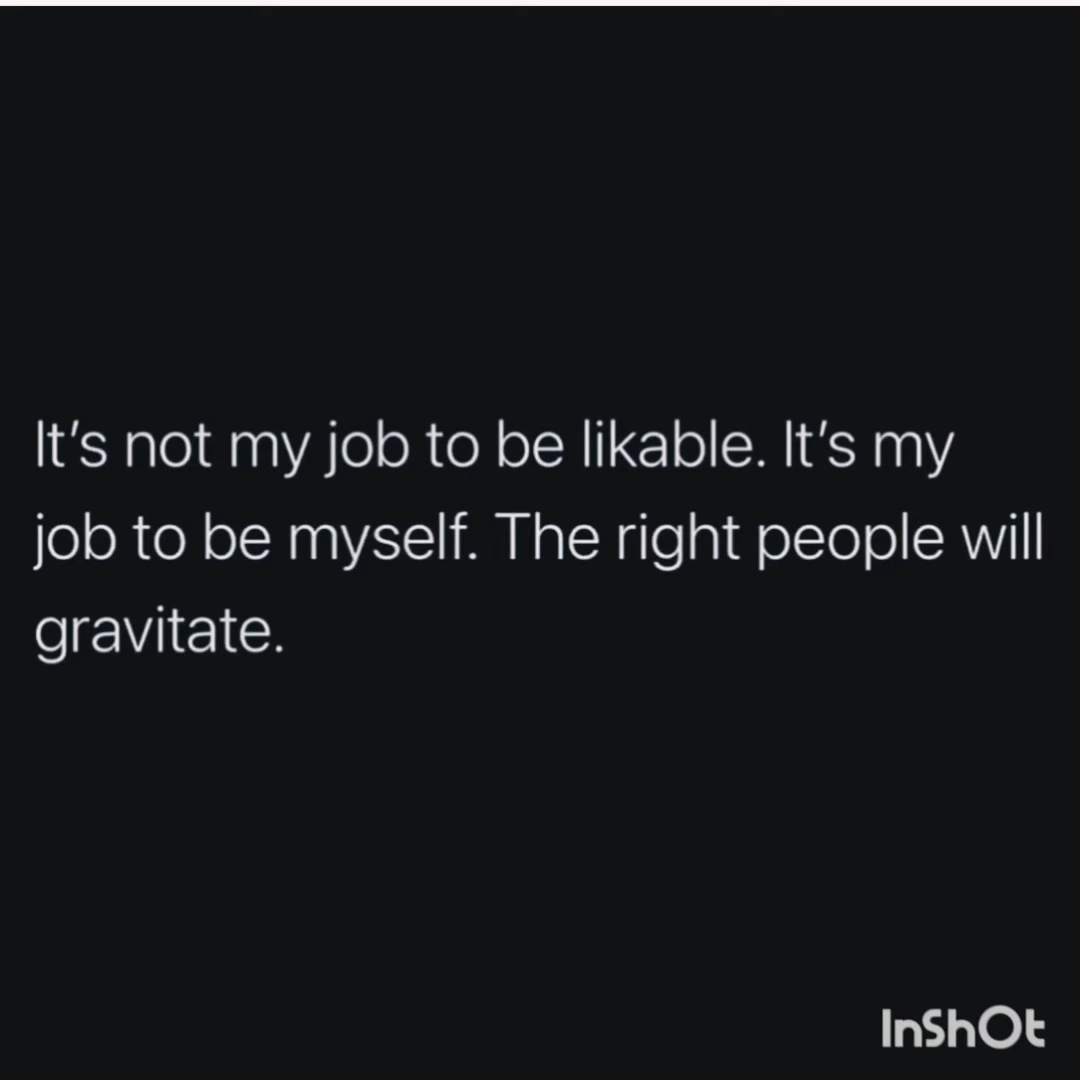 It’s not my job to be likable. It’s my
job to be myself. The right people will
gravitate.
InShOt